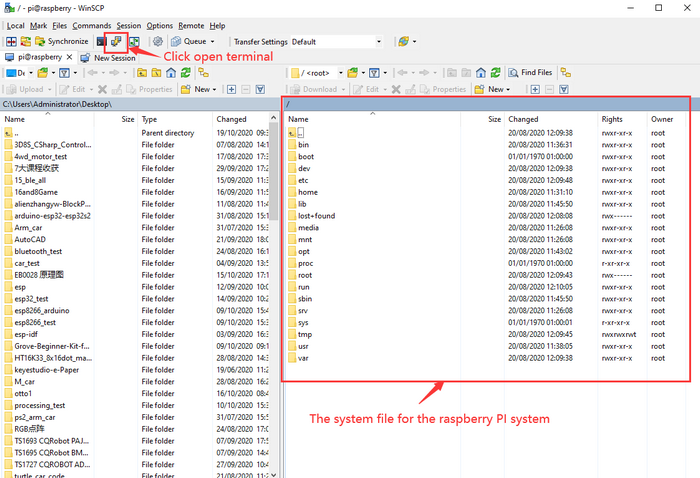 / - pi@raspberry - WinSCP
Local Mark Files Commands Session Options Remote Help
Synchronize Queue Transfer Settings Default
pi@raspberry New Session
Click open terminal
De / <root> Find Files
Upload Edit Properties New Download Edit Properties New
C:\Users\Administrator\Desktop\ /
Name Size Type Changed
.. Parent directory 19/10/2020 09:3
3D8S_CSharp_Control... File folder 07/08/2020 14:1
4wd_motor_test File folder 17/08/2020 17:3
7大课程收获 File folder 29/09/2020 17:2
15_ble_all File folder 15/09/2020 11:3
16and8Game File folder 16/09/2020 11:5
alienzhangyw-BlockP... File folder 11/08/2020 11:4
arduino-esp32-esp32s2 File folder 31/08/2020 15:1
Arm_car File folder 31/07/2020 15:3
AutoCAD File folder 21/09/2020 18:0
bluetooth_test File folder 24/08/2020 16:1
car_test File folder 04/09/2020 13:5
EB0028 原理图 File folder 15/10/2020 17:1
esp File folder 12/09/2020 10:0
esp32_test File folder 14/09/2020 10:2
esp8266_arduino File folder 09/10/2020 15:3
esp8266_test File folder 09/10/2020 15:3
esp-idf File folder 03/09/2020 16:3
Grove-Beginner-Kit-f... File folder 09/10/2020 17:5
HT16K33_8x16dot_ma... File folder 28/08/2020 14:3
keyestudio-e-Paper File folder 19/06/2020 11:2
M_car File folder 28/08/2020 16:2
otto1 File folder 16/10/2020 08:4
processing_test File folder 10/10/2020 15:3
ps2_arm_car File folder 31/07/2020 15:5
RGB点阵 File folder 24/08/2020 18:0
TS1693 CQRobot PAJ... File folder 17/09/2020 17:5
TS1695 CQRobot BM... File folder 17/09/2020 14:4
TS1727 CQROBOT AD... File folder 27/09/2020 10:4
turtle_car_code File folder
Name Size Changed Rights Owner
.. 20/08/2020 12:09:38 rwxr-xr-x root
bin 20/08/2020 11:36:31 rwxr-xr-x root
boot 01/01/1970 01:00:00 rwxr-xr-x root
dev 20/08/2020 12:09:38 rwxr-xr-x root
etc 20/08/2020 12:09:48 rwxr-xr-x root
home 20/08/2020 11:31:10 rwxr-xr-x root
lib 20/08/2020 11:45:50 rwxr-xr-x root
lost+found 20/08/2020 12:08:08 rwx------ root
media 20/08/2020 11:26:08 rwxr-xr-x root
mnt 20/08/2020 11:26:08 rwxr-xr-x root
opt 20/08/2020 11:43:02 rwxr-xr-x root
proc 01/01/1970 01:00:00 r-xr-xr-x root
root 20/08/2020 12:09:43 rwx------ root
run 20/08/2020 12:10:05 rwxr-xr-x root
sbin 20/08/2020 11:45:50 rwxr-xr-x root
srv 20/08/2020 11:26:08 rwxr-xr-x root
sys 01/01/1970 01:00:01 r-xr-xr-x root
tmp 20/08/2020 12:09:45 rwxrwxrwt root
usr 20/08/2020 11:38:05 rwxr-xr-x root
var 20/08/2020 12:09:38 rwxr-xr-x root
The system file for the raspberry PI system